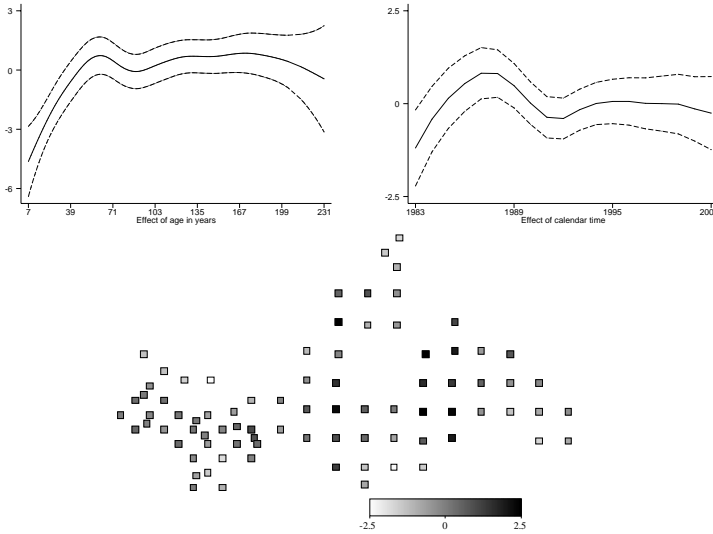 3
0
-3
-6
7 39 71 103 135 167 199 231
Effect of age in years
2.5
0
-2.5
1983 1989 1995 200
Effect of calendar time
-2.5 0 2.5